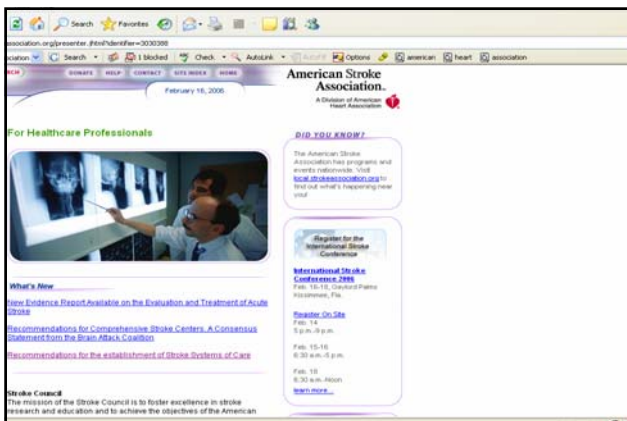 Search Favorites
association.org/presenter.jhtml?identifier=3030388
ciation Search 1 blocked Check AutoLink Options american heart association
RCH DONATE HELP CONTACT SITE INDEX HOME
American Stroke
Association.
A Division of American
Heart Association
February 16, 2006
For Healthcare Professionals
What's New
New Evidence Report Available on the Evaluation and Treatment of Acute
Stroke
Recommendations for Comprehensive Stroke Centers: A Consensus
Statement from the Brain Attack Coalition
Recommendations for the establishment of Stroke Systems of Care
Stroke Council
The mission of the Stroke Council is to foster excellence in stroke
research and education and to achieve the objectives of the American
DID YOU KNOW?
The American Stroke
Association has programs and
events nationwide. Visit
local.strokeassociation.org to
find out what's happening near
you!
Register for the
International Stroke
Conference
International Stroke
Conference 2006
Feb. 16-18, Gaylord Palms
Kissimmee, Fla.
Register On Site
Feb. 14
5 p.m.-9 p.m.
Feb. 15-16
6:30 a.m.-5 p.m.
Feb. 18
6:30 a.m.-Noon
learn more...